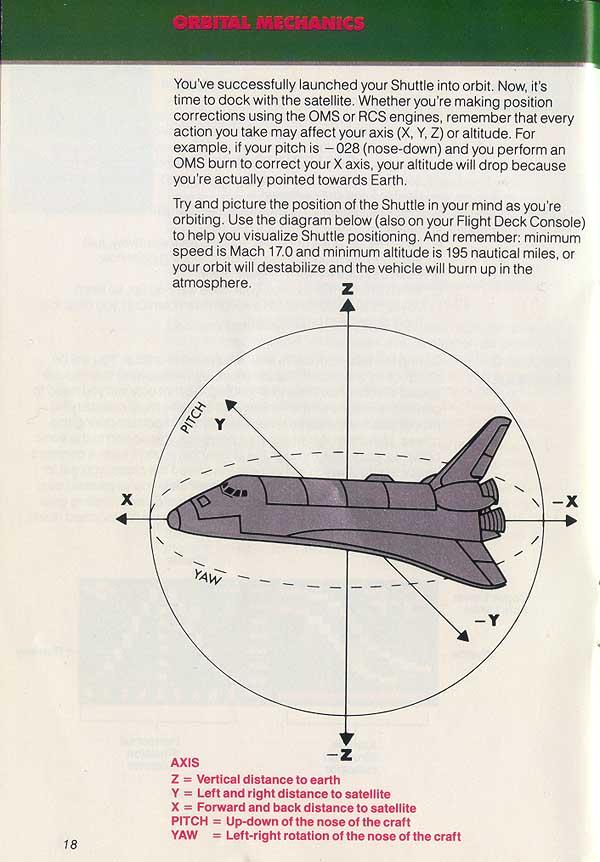 ORBITAL MECHANICS
You've successfully launched your Shuttle into orbit. Now, it's
time to dock with the satellite. Whether you're making position
corrections using the OMS or RCS engines, remember that every
action you take may affect your axis (X, Y, Z) or altitude. For
example, if your pitch is −028 (nose-down) and you perform an
OMS burn to correct your X axis, your altitude will drop because
you're actually pointed towards Earth.
Try and picture the position of the Shuttle in your mind as you're
orbiting. Use the diagram below (also on your Flight Deck Console)
to help you visualize Shuttle positioning. And remember: minimum
speed is Mach 17.0 and minimum altitude is 195 nautical miles, or
your orbit will destabilize and the vehicle will burn up in the
atmosphere.
Z
PITCH
Y
X
−X
YAW
−Y
−Z
AXIS
Z = Vertical distance to earth
Y = Left and right distance to satellite
X = Forward and back distance to satellite
PITCH = Up-down of the nose of the craft
YAW = Left-right rotation of the nose of the craft
18